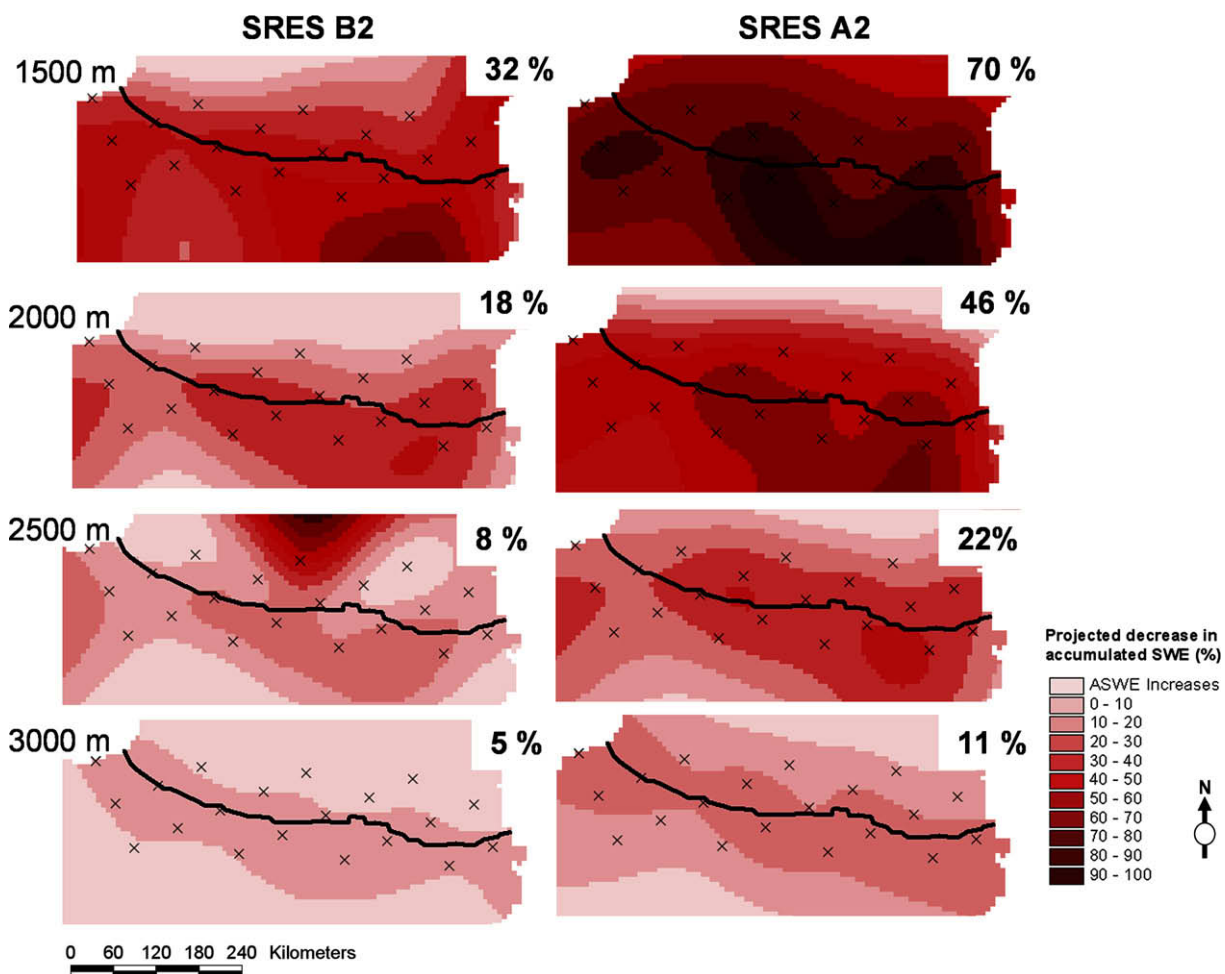 SRES B2
SRES A2
1500 m
32 %
70 %
2000 m
18 %
46 %
2500 m
8 %
22%
3000 m
5 %
11 %
Projected decrease in
accumulated SWE (%)
ASWE Increases
0 - 10
10 - 20
20 - 30
30 - 40
40 - 50
50 - 60
60 - 70
70 - 80
80 - 90
90 - 100
N
0 60 120 180 240 Kilometers